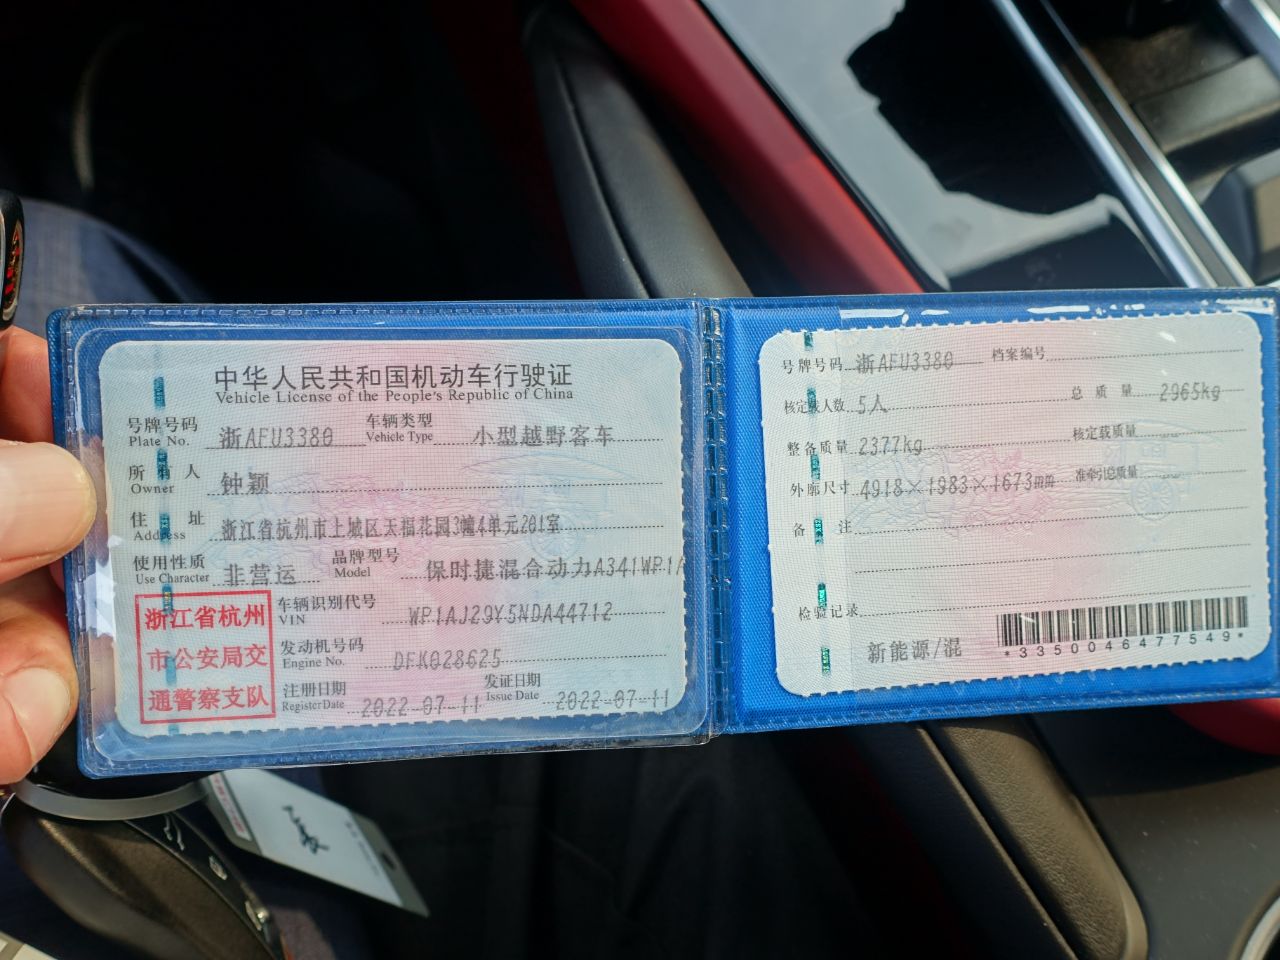 中华人民共和国机动车行驶证
Vehicle License of the People's Republic of China
号牌号码 浙AFU3380 车辆类型 小型越野客车
Plate No. Vehicle Type
所有人 钟颖
Owner
住址 浙江省杭州市上城区天福花园3幢4单元201室
Address
使用性质 非营运 品牌型号 保时捷混合动力A341WP1A
Use Character Model
浙江省杭州
市公安局交
通警察支队
车辆识别代号 WP1AJ29Y5NDA44712
VIN
发动机号码 DFK028625
Engine No.
注册日期 2022-07-11 发证日期 2022-07-11
Register Date Issue Date
号牌号码 浙AFU3380 档案编号
核定载人数 5人 总质量 2965kg
整备质量 2377kg 核定载质量
外廓尺寸 4918×1983×1673mm 准牵引总质量
备注
检验记录
新能源/混
*3350046477549*